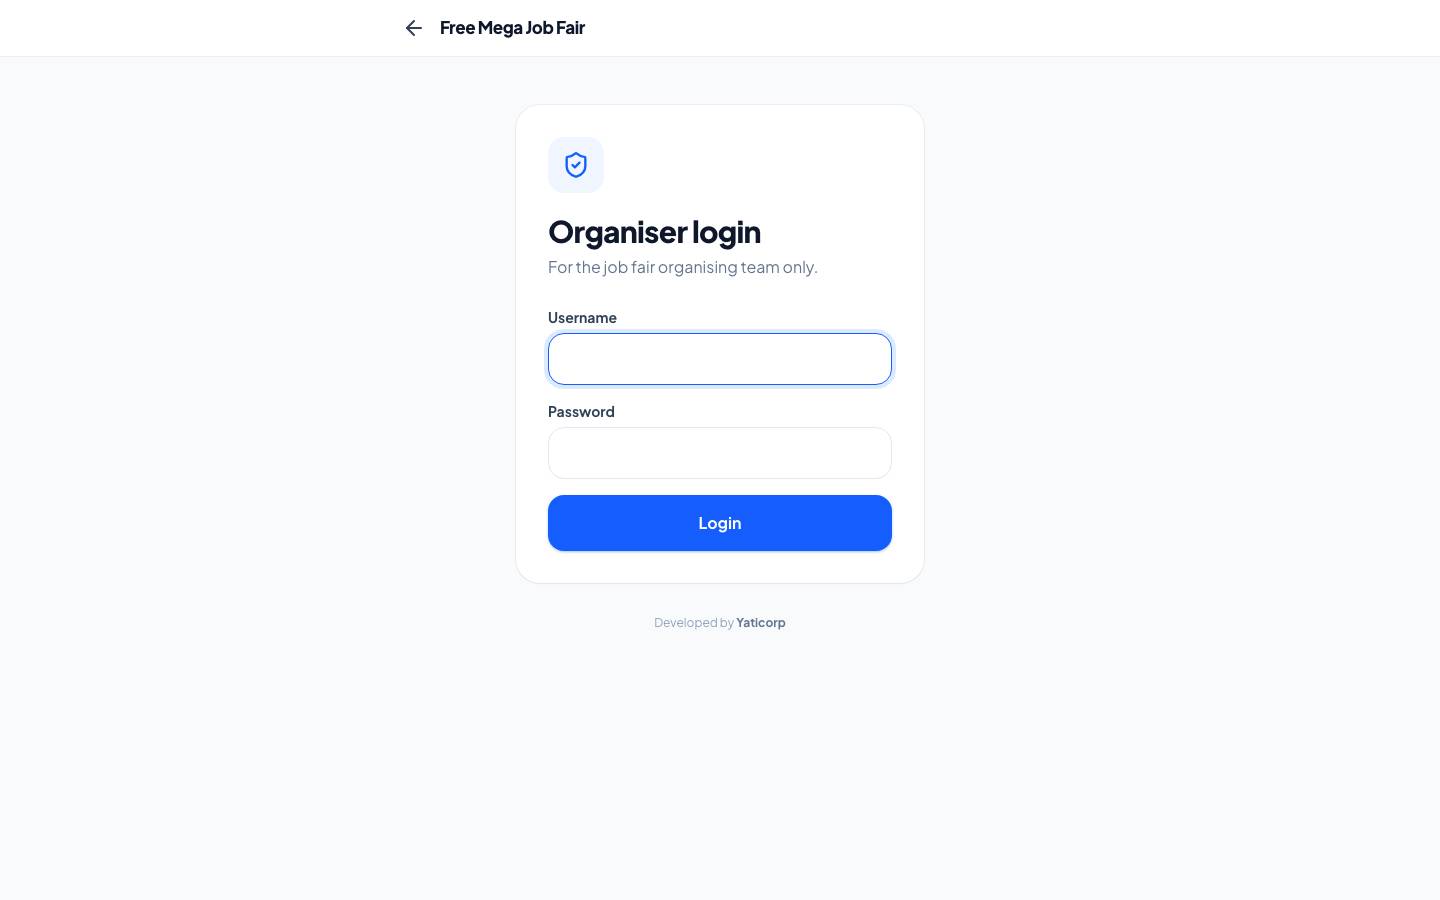 Free Mega Job Fair
Organiser login
For the job fair organising team only.
Username
Password
Login
Developed by Yaticorp